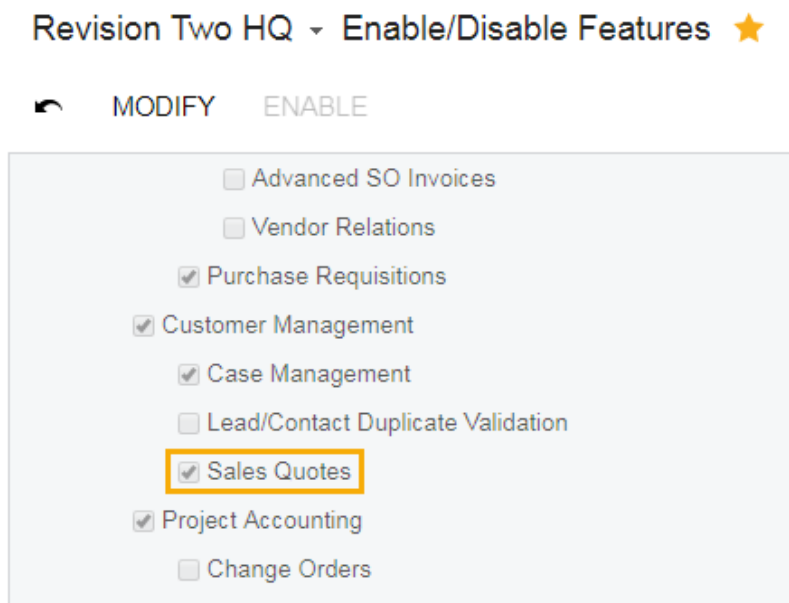 Revision Two HQ Enable/Disable Features
MODIFY ENABLE
Advanced SO Invoices
Vendor Relations
Purchase Requisitions
Customer Management
Case Management
Lead/Contact Duplicate Validation
Sales Quotes
Project Accounting
Change Orders